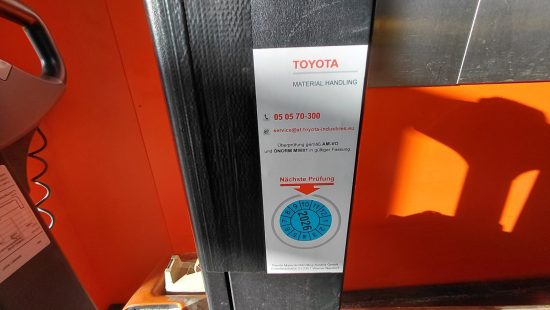 TOYOTA
MATERIAL HANDLING
05 05 70-300
service@at.toyota-industries.eu
Überprüfung gemäß AM-VO
und ÖNORM M9801 in gültiger Fassung
Nächste Prüfung
2026